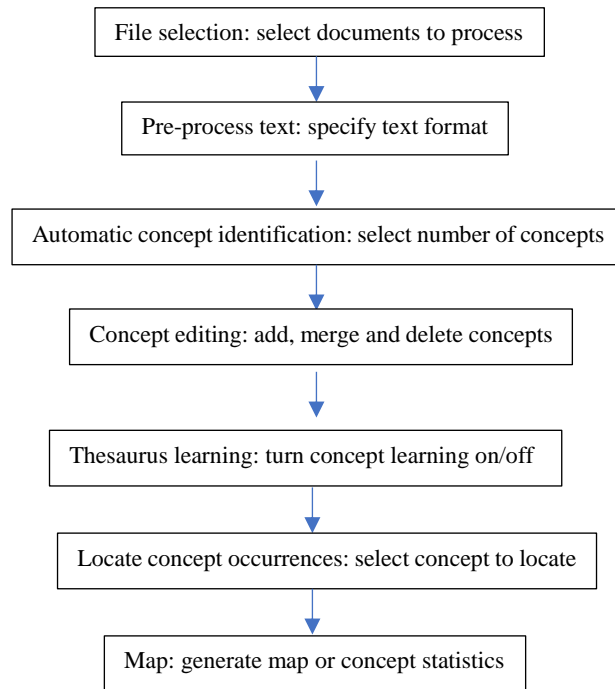 File selection: select documents to process
Pre-process text: specify text format
Automatic concept identification: select number of concepts
Concept editing: add, merge and delete concepts
Thesaurus learning: turn concept learning on/off
Locate concept occurrences: select concept to locate
Map: generate map or concept statistics